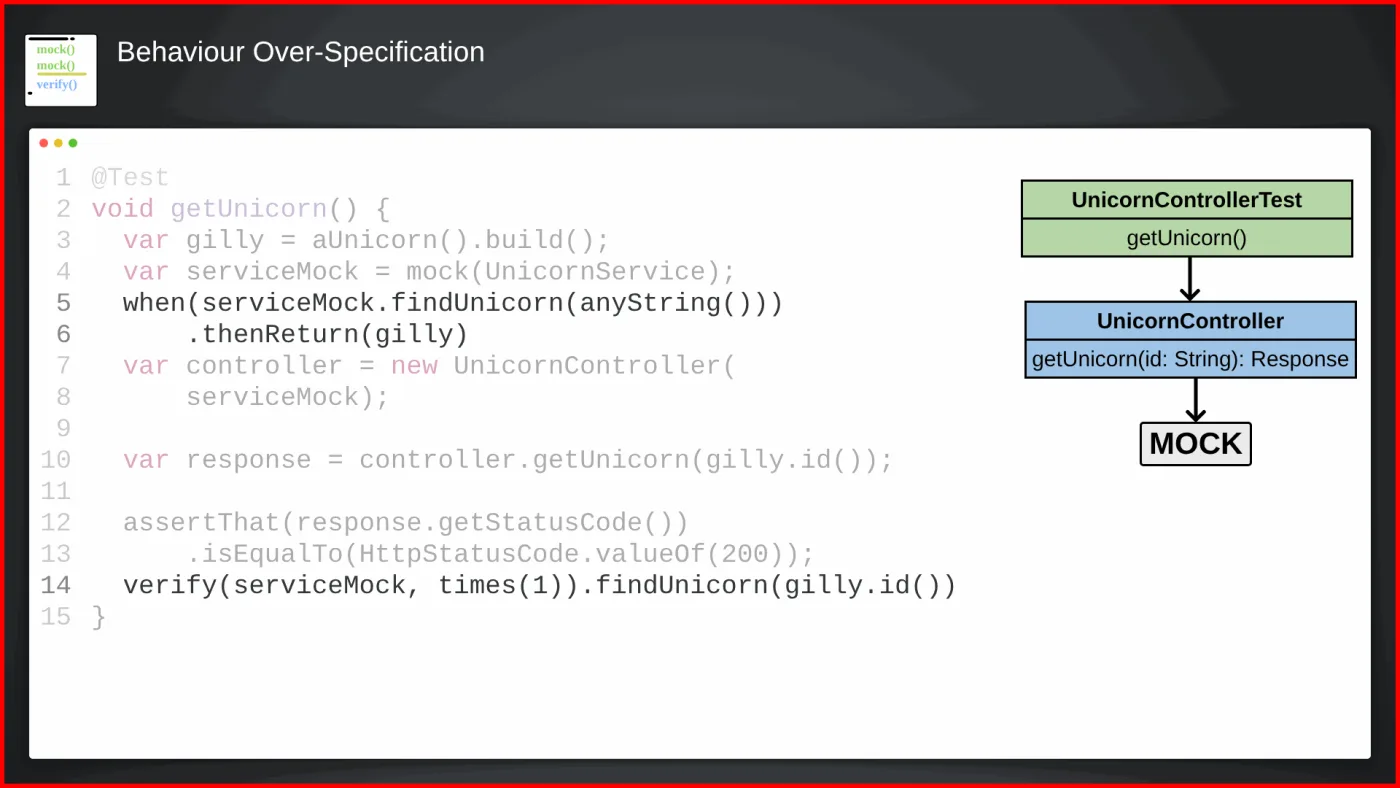 mock()
mock()
verify()
Behaviour Over-Specification
1 @Test
2 void getUnicorn() {
3 var gilly = aUnicorn().build();
4 var serviceMock = mock(UnicornService);
5 when(serviceMock.findUnicorn(anyString()))
6 .thenReturn(gilly)
7 var controller = new UnicornController(
8 serviceMock);
9
10 var response = controller.getUnicorn(gilly.id());
11
12 assertThat(response.getStatusCode())
13 .isEqualTo(HttpStatusCode.valueOf(200));
14 verify(serviceMock, times(1)).findUnicorn(gilly.id())
15 }
UnicornControllerTest
getUnicorn()
UnicornController
getUnicorn(id: String): Response
MOCK